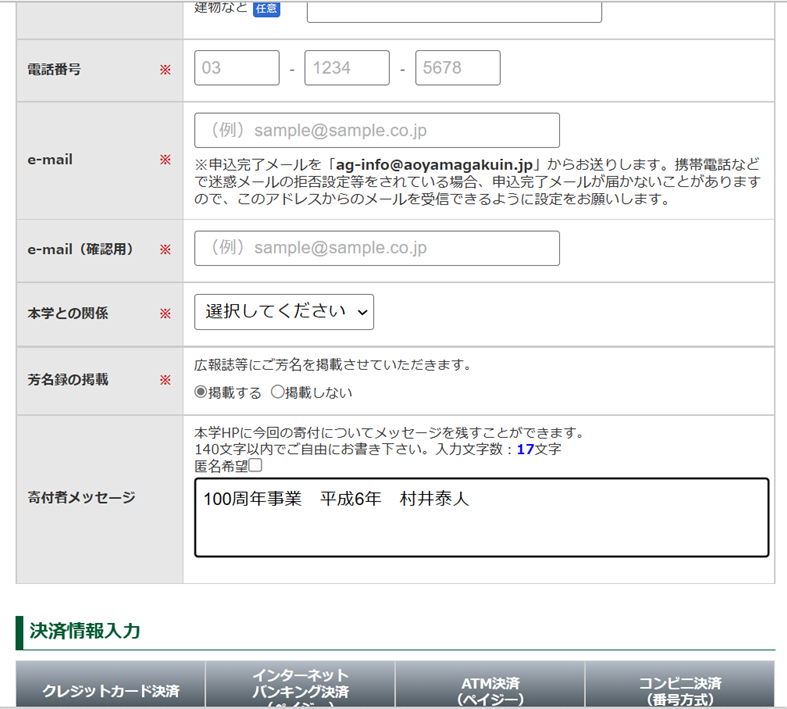 建物など 任意
電話番号 ※ 03 - 1234 - 5678
（例）sample@sample.co.jp
e-mail ※
※申込完了メールを「ag-info@aoyamagakuin.jp」からお送りします。携帯電話など
で迷惑メールの拒否設定等をされている場合、申込完了メールが届かないことがあります
ので、このアドレスからのメールを受信できるように設定をお願いします。
e-mail（確認用） ※ （例）sample@sample.co.jp
本学との関係 ※ 選択してください
芳名録の掲載 ※
広報誌等にご芳名を掲載させていただきます。
掲載する 掲載しない
寄付者メッセージ
本学HPに今回の寄付についてメッセージを残すことができます。
140文字以内でご自由にお書き下さい。入力文字数：17文字
匿名希望
100周年事業　平成6年　村井泰人
決済情報入力
クレジットカード決済
インターネット
バンキング決済
（ペイジー）
ATM決済
（ペイジー）
コンビニ決済
（番号方式）